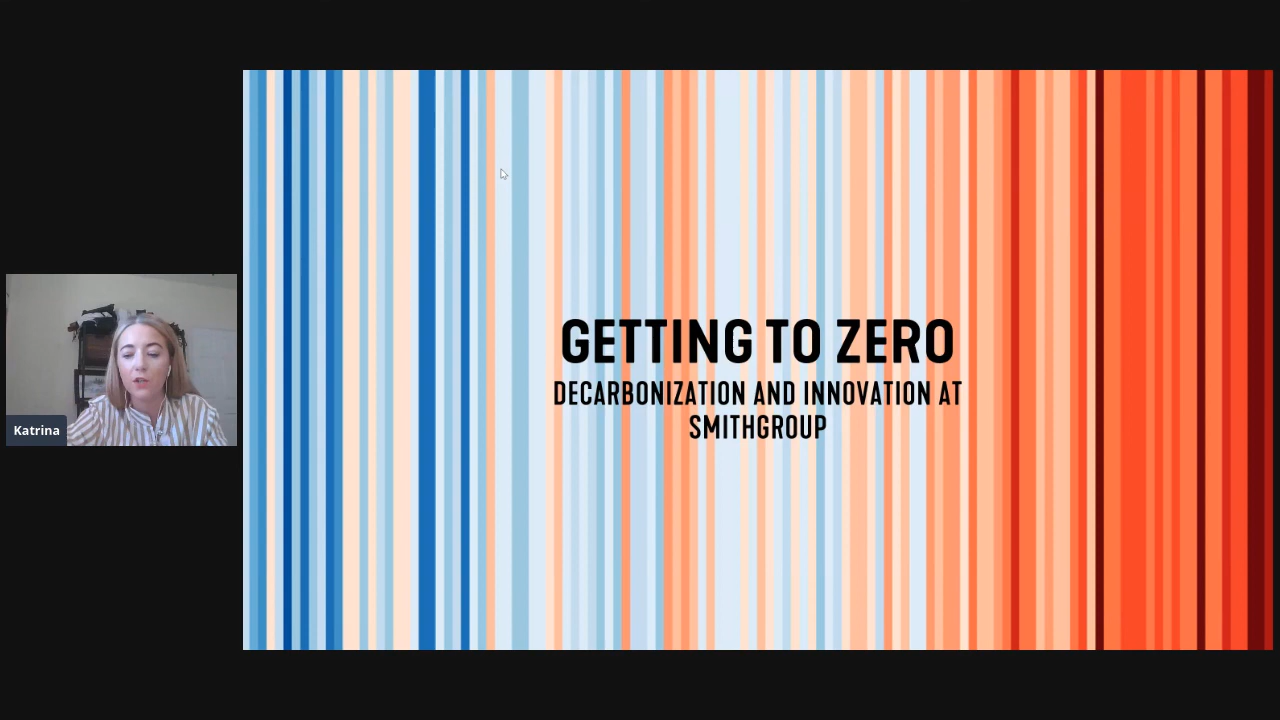 GETTING TO ZERO
DECARBONIZATION AND INNOVATION AT
SMITHGROUP
Katrina